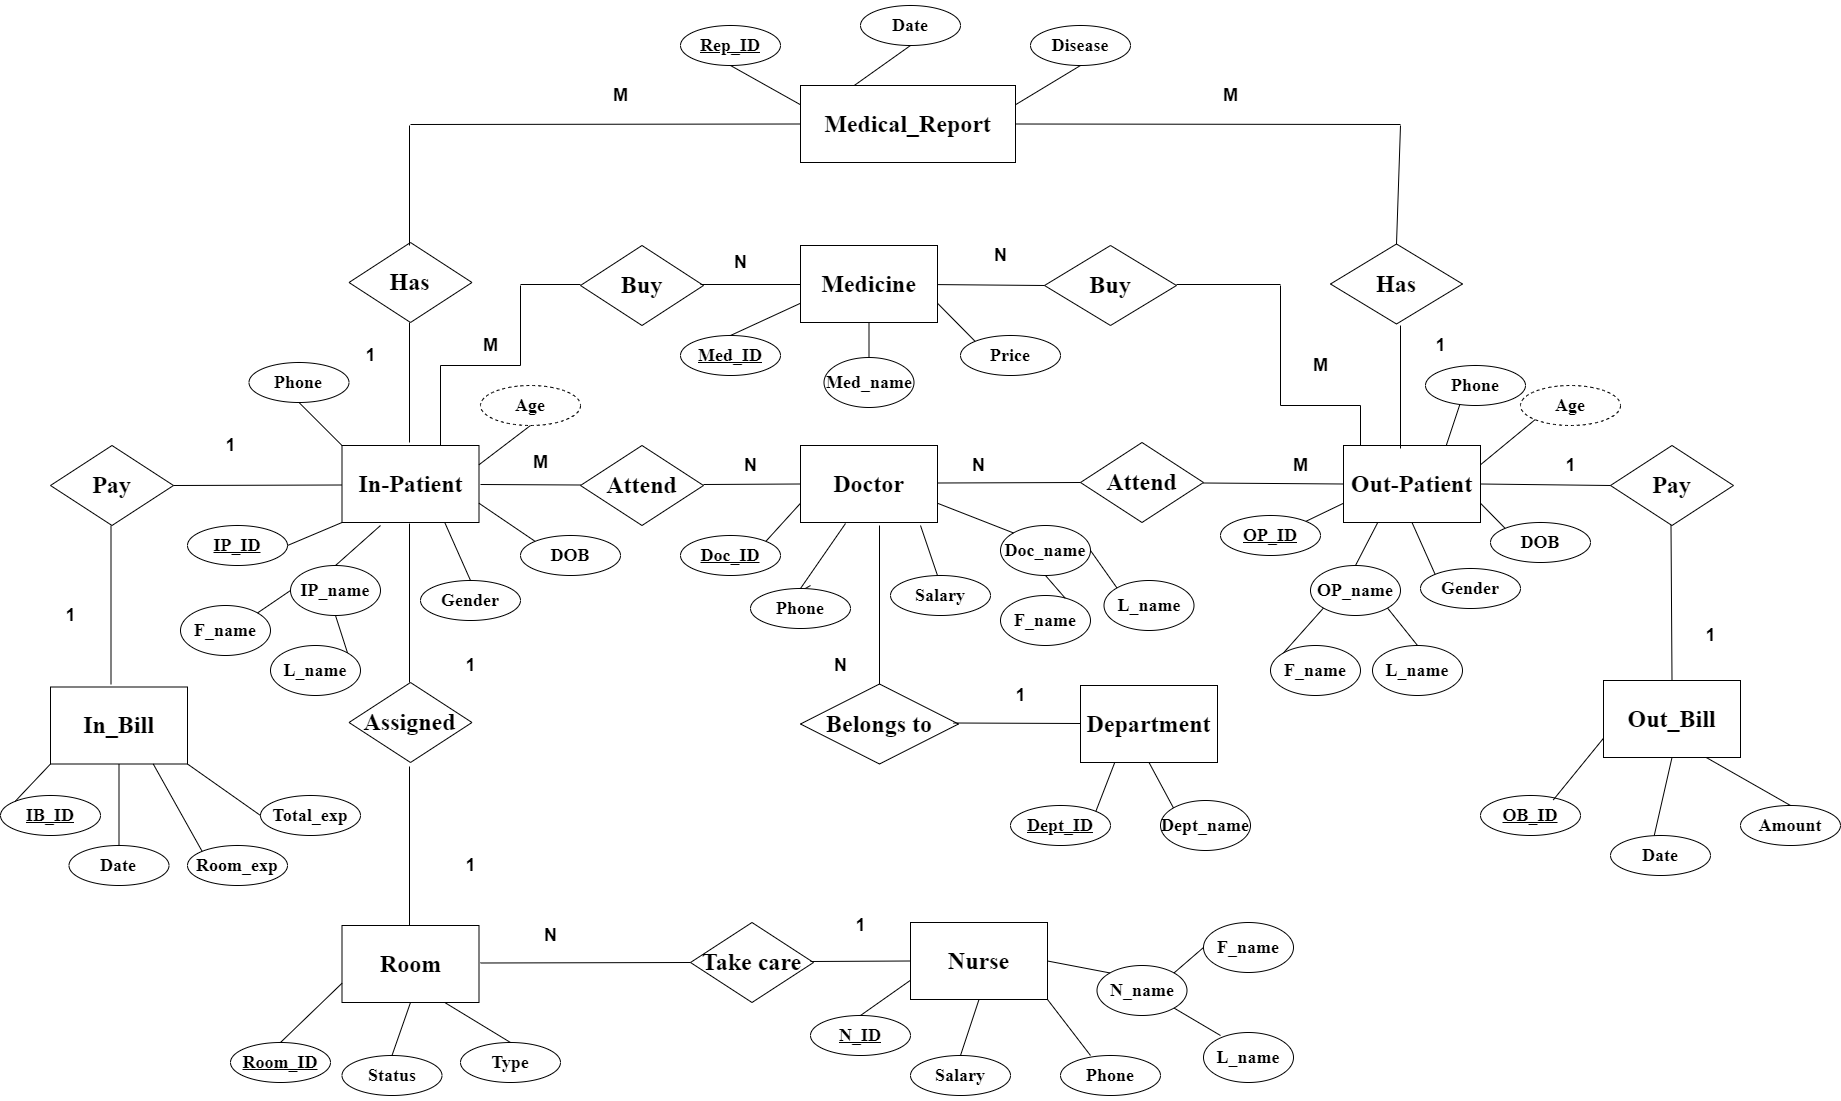 Date
Rep_ID
Disease
M
M
Medical_Report
Has
Buy
N
Medicine
N
Buy
Has
1
M
Med_ID
Med_name
Price
M
1
Phone
Age
Phone
Age
Pay
1
In-Patient
M
Attend
N
Doctor
N
Attend
M
Out-Patient
1
Pay
IP_ID
DOB
Doc_ID
Doc_name
OP_ID
DOB
IP_name
Gender
Phone
Salary
F_name
L_name
OP_name
Gender
1
F_name
L_name
F_name
L_name
1
1
N
1
In_Bill
Assigned
Belongs to
Department
Out_Bill
IB_ID
Total_exp
Dept_ID
Dept_name
OB_ID
Amount
Date
Room_exp
Date
1
Room
N
Take care
1
Nurse
F_name
N_name
L_name
Room_ID
Status
Type
N_ID
Salary
Phone